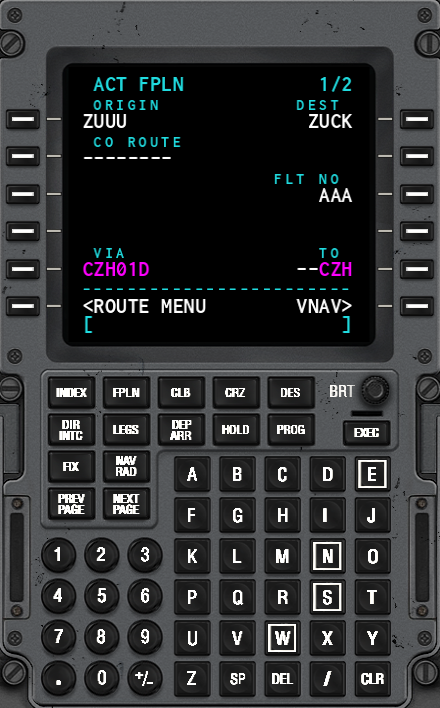 ACT FPLN 1/2
ORIGIN DEST
ZUUU ZUCK
CO ROUTE
--------
FLT NO
AAA
VIA TO
CZH01D --CZH
------------------------
<ROUTE MENU VNAV>
[ ]
INDEX FPLN CLB CRZ DES BRT
DIR INTC LEGS DEP ARR HOLD PROG EXEC
FIX NAV RAD
PREV PAGE NEXT PAGE
A B C D E
F G H I J
1 2 3 K L M N O
4 5 6 P Q R S T
7 8 9 U V W X Y
. 0 +/- Z SP DEL / CLR